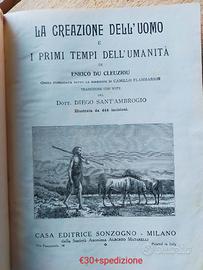 LA CREAZIONE DELL'UOMO
E
I PRIMI TEMPI DELL'UMANITÀ
DI
ENRICO DU CLEUZIOU
OPERA PUBBLICATA SOTTO LA DIREZIONE DI CAMILLO FLAMMARION
TRADUZIONE CON NOTE
DEL
DOTT. DIEGO SANT'AMBROGIO
Illustrata da 444 incisioni
CASA EDITRICE SONZOGNO - MILANO
della Società Anonima ALBERTO MATARELLI
Printed in Italy
€30+spedizione